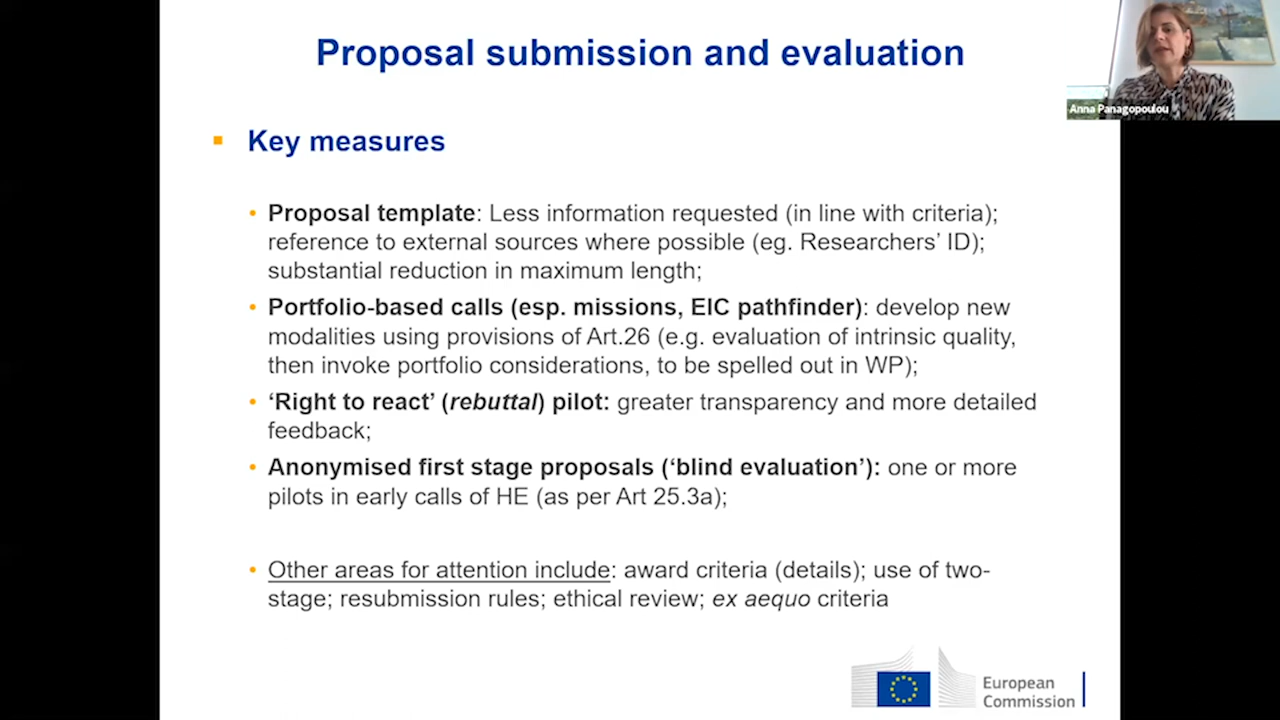 Proposal submission and evaluation
Anna Panagopoulou
Key measures
Proposal template: Less information requested (in line with criteria);
reference to external sources where possible (eg. Researchers’ ID);
substantial reduction in maximum length;
Portfolio-based calls (esp. missions, EIC pathfinder): develop new
modalities using provisions of Art.26 (e.g. evaluation of intrinsic quality,
then invoke portfolio considerations, to be spelled out in WP);
‘Right to react’ (rebuttal) pilot: greater transparency and more detailed
feedback;
Anonymised first stage proposals (‘blind evaluation’): one or more
pilots in early calls of HE (as per Art 25.3a);
Other areas for attention include: award criteria (details); use of two-
stage; resubmission rules; ethical review; ex aequo criteria
European
Commission